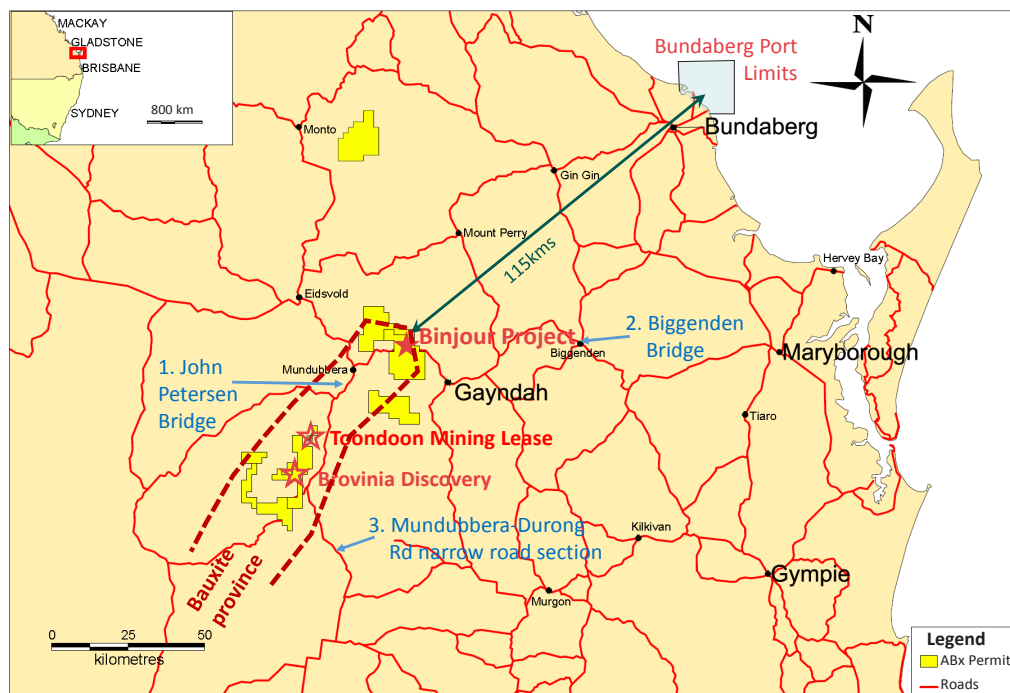 MACKAY
GLADSTONE
BRISBANE
SYDNEY
800 km
Bundaberg Port
Limits
N
Monto
Bundaberg
Gin Gin
Mount Perry
115kms
Hervey Bay
Eidsvold
Binjour Project
2. Biggenden
Bridge
Biggenden
Maryborough
1. John
Petersen
Bridge
Mundubbera
Gayndah
Tiaro
Toondoon Mining Lease
Brovinia Discovery
3. Mundubbera-Durong
Rd narrow road section
Kilkivan
Bauxite
province
Gympie
Murgon
0 25 50
kilometres
Legend
ABx Permit
Roads